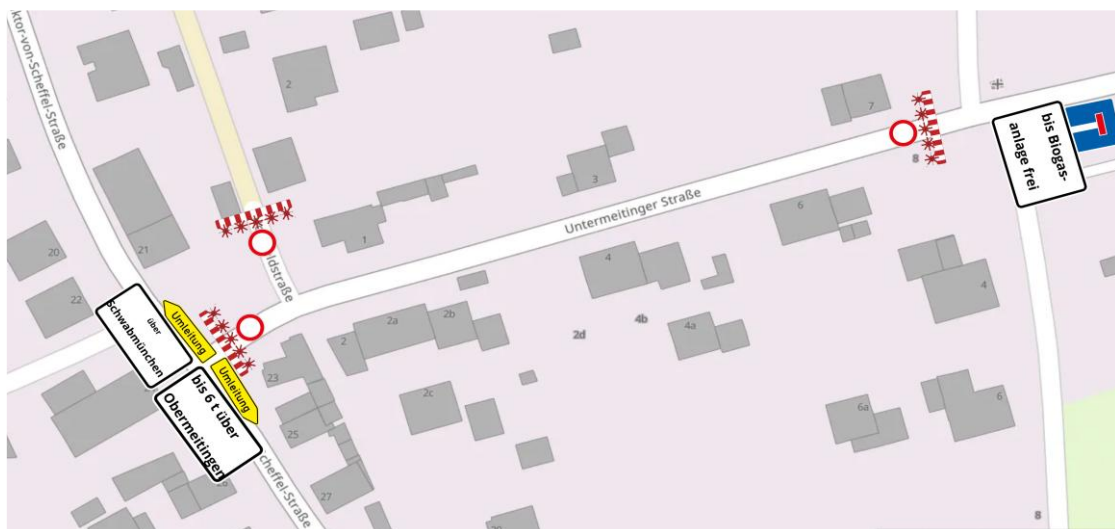 ktor-von-Scheffel-Straße
2
7
8
bis Biogas-
anlage frei
3
Untermeitinger Straße
1
21
20
22
ldstraße
6
4
4
über
Schwabmünchen
Umleitung
Umleitung
bis 6 t über
Obermeitingen
2a
2b
2
4b
4a
2d
23
2c
25
6a
6
27
cheffel-Straße
8